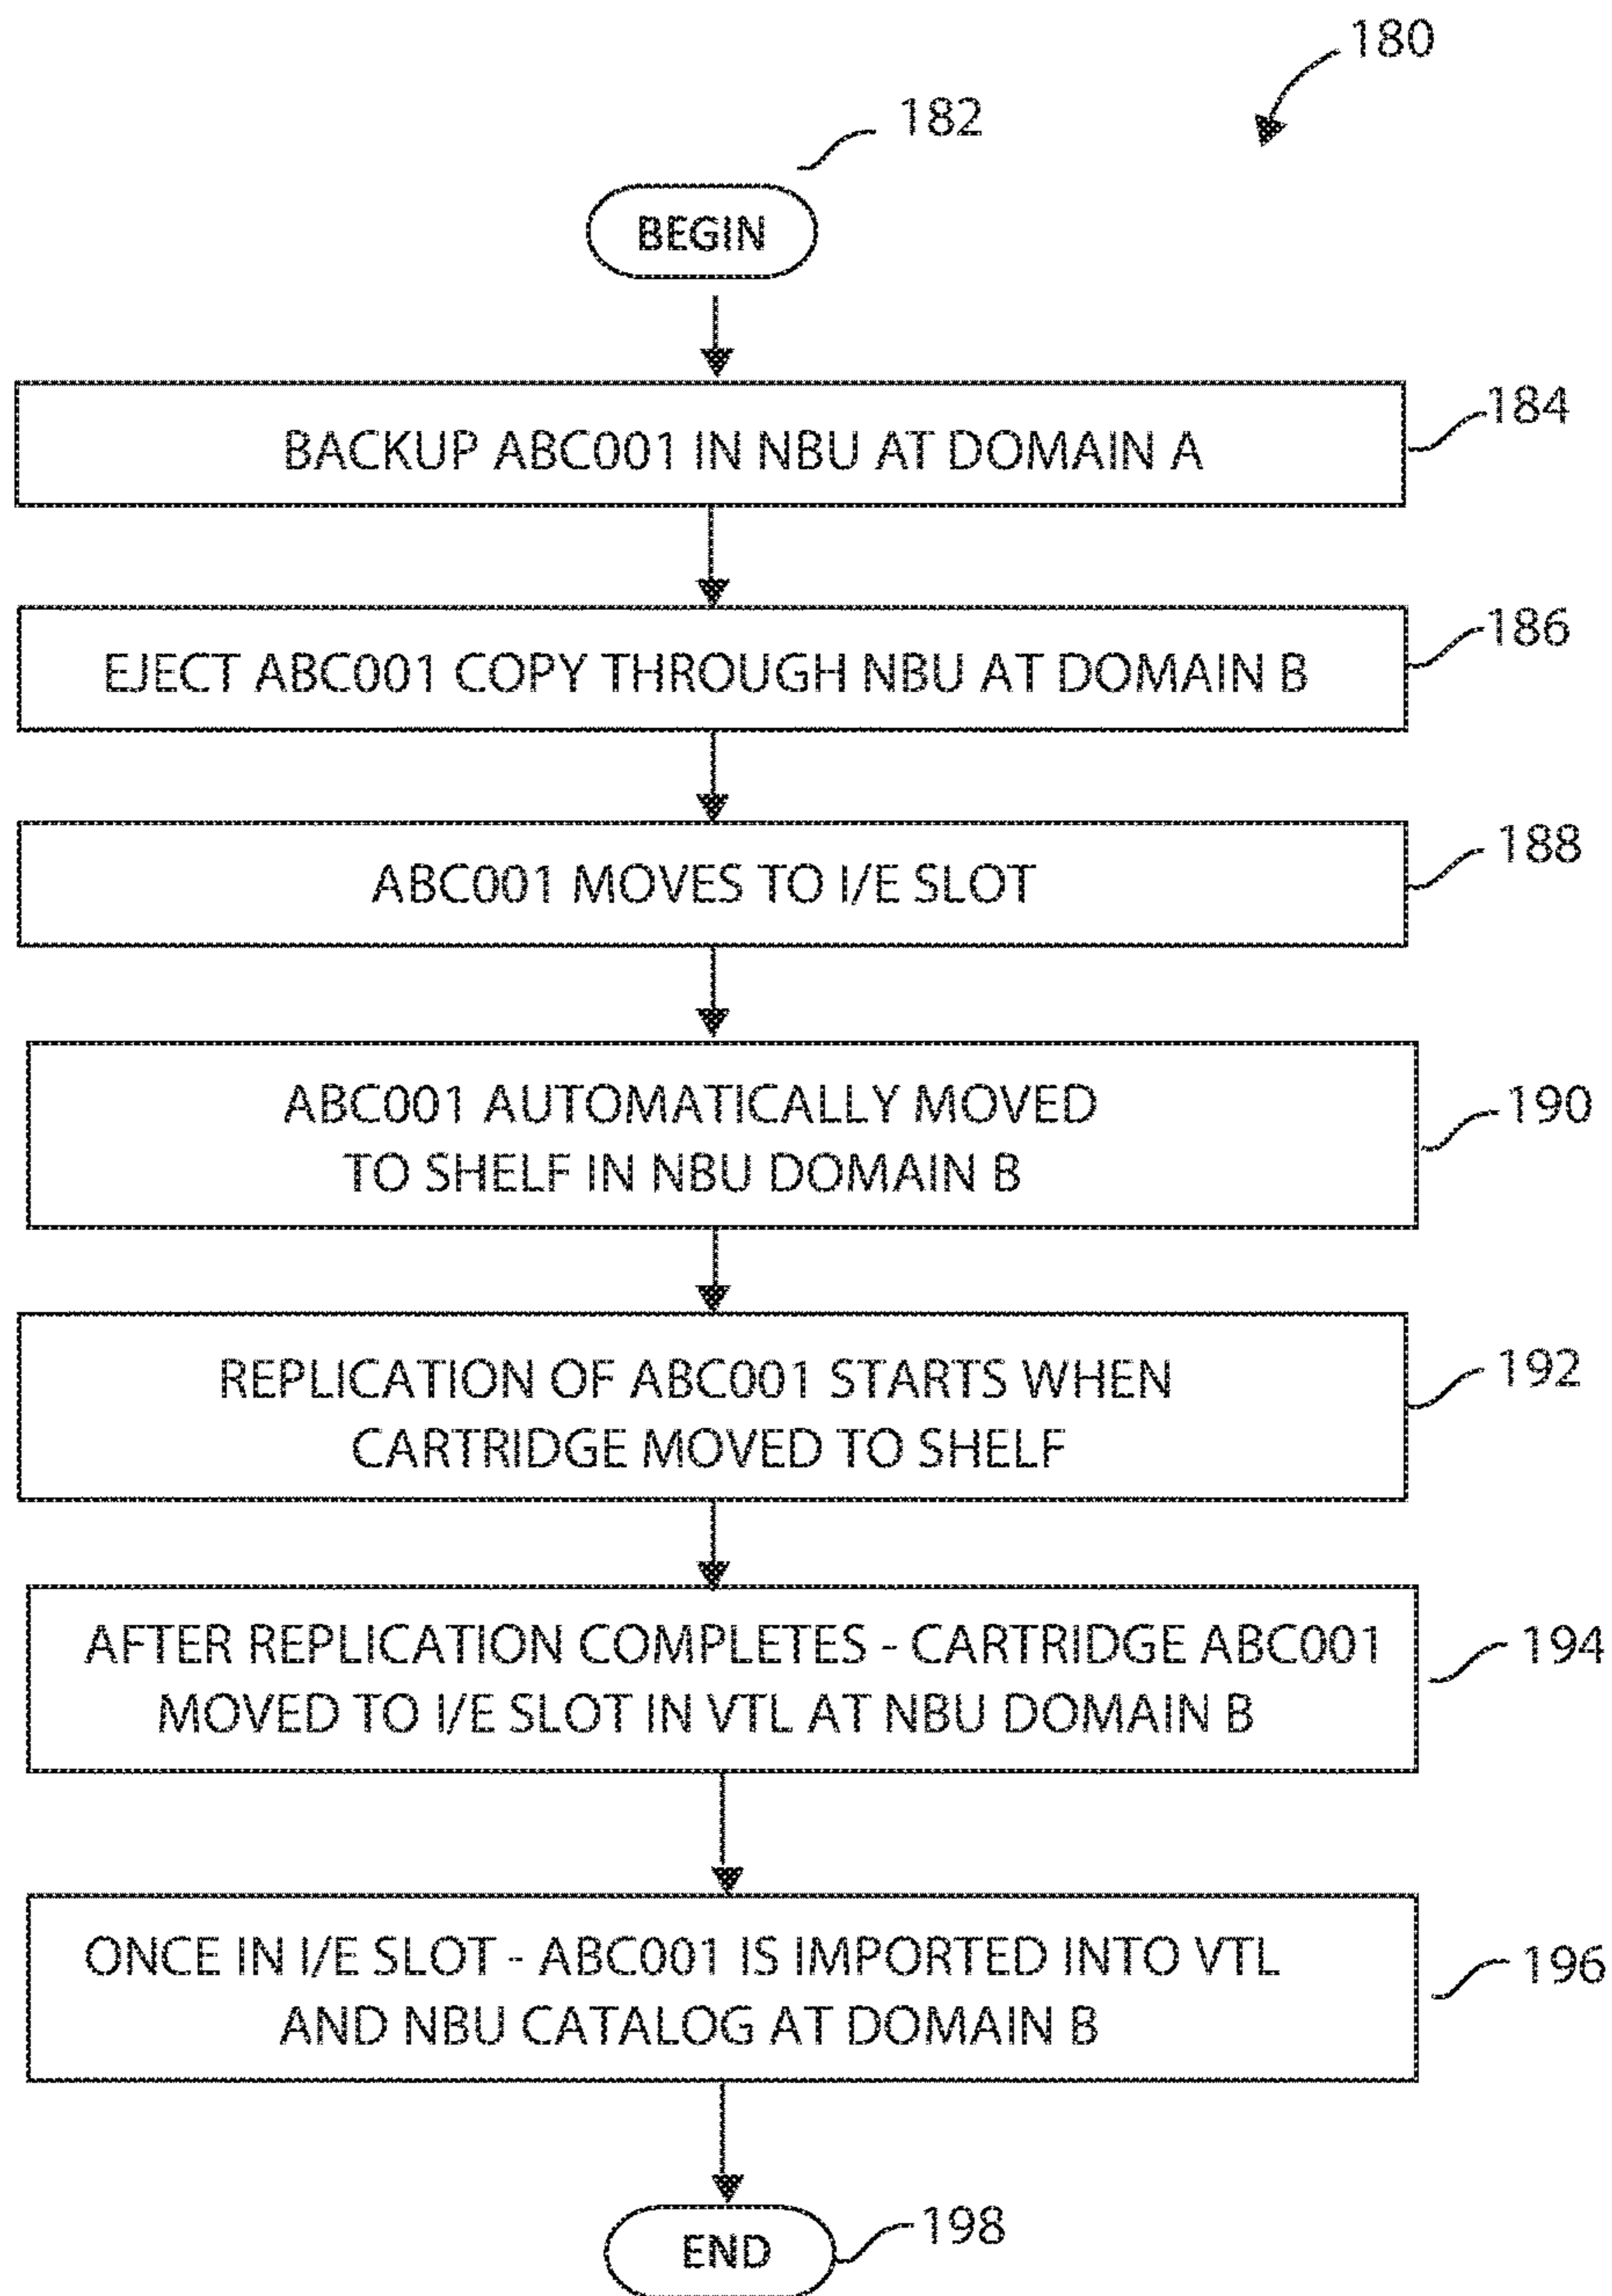 180
182
BEGIN
BACKUP ABC001 IN NBU AT DOMAIN A
184
EJECT ABC001 COPY THROUGH NBU AT DOMAIN B
186
ABC001 MOVES TO I/E SLOT
188
ABC001 AUTOMATICALLY MOVED
TO SHELF IN NBU DOMAIN B
190
REPLICATION OF ABC001 STARTS WHEN
CARTRIDGE MOVED TO SHELF
192
AFTER REPLICATION COMPLETES - CARTRIDGE ABC001
MOVED TO I/E SLOT IN VTL AT NBU DOMAIN B
194
ONCE IN I/E SLOT - ABC001 IS IMPORTED INTO VTL
AND NBU CATALOG AT DOMAIN B
196
END
198